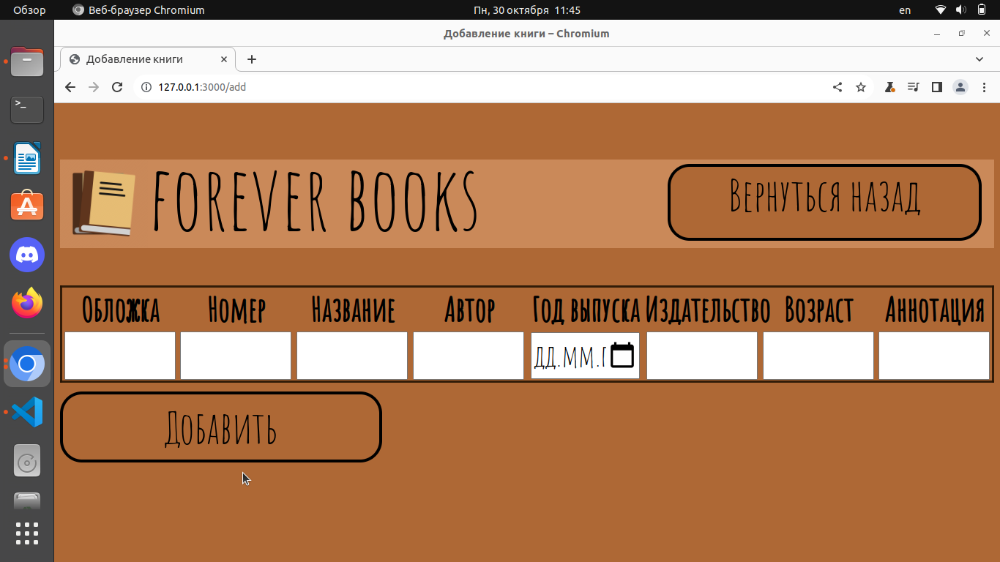 Обзор Веб-браузер Chromium Пн, 30 октября 11:45 en
Добавление книги – Chromium
Добавление книги
127.0.0.1:3000/add
FOREVER BOOKS
Вернуться назад
Обложка Номер Название Автор Год выпуска Издательство Возраст Аннотация
дд.мм.г
Добавить